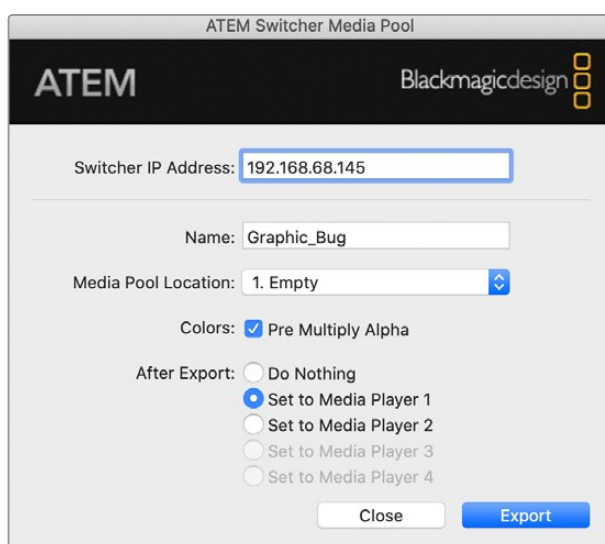 ATEM Switcher Media Pool
ATEM
Blackmagicdesign
Switcher IP Address: 192.168.68.145
Name: Graphic_Bug
Media Pool Location: 1. Empty
Colors: Pre Multiply Alpha
After Export: Do Nothing
Set to Media Player 1
Set to Media Player 2
Set to Media Player 3
Set to Media Player 4
Close Export